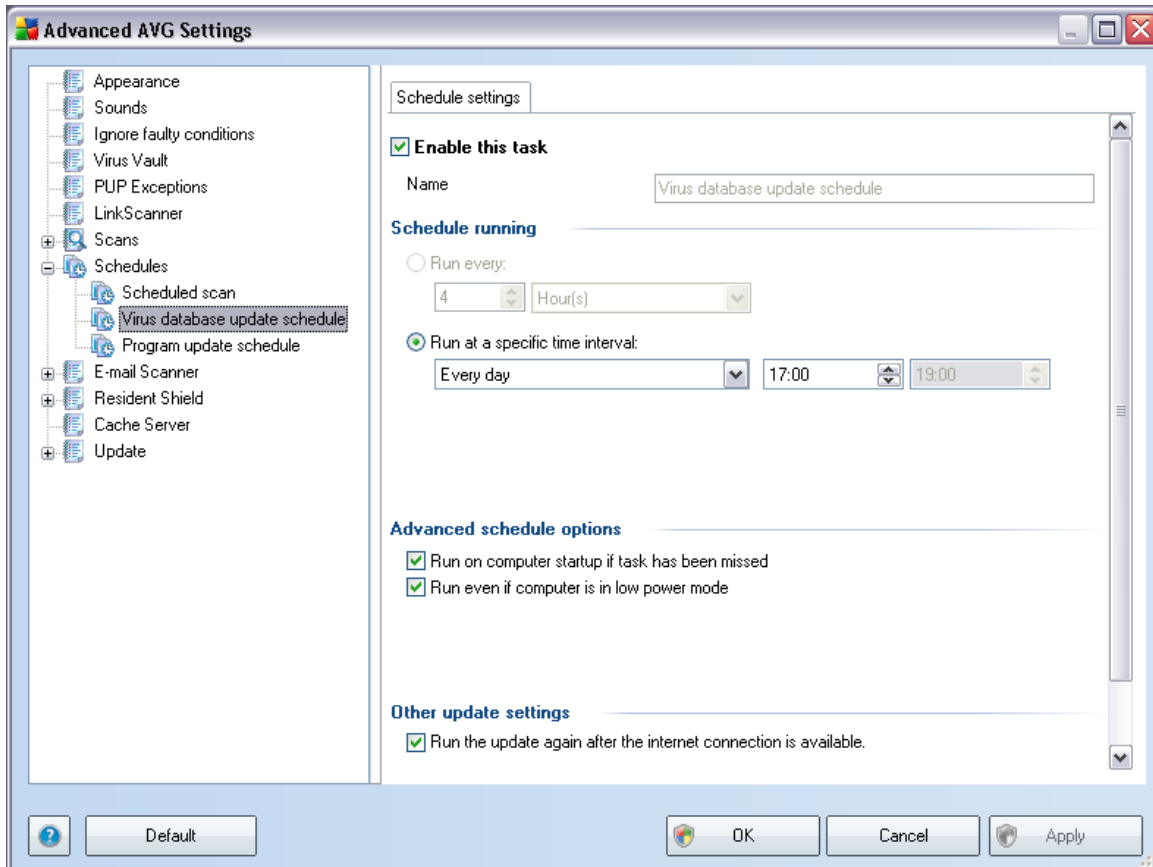 Advanced AVG Settings
Appearance
Sounds
Ignore faulty conditions
Virus Vault
PUP Exceptions
LinkScanner
Scans
Schedules
Scheduled scan
Virus database update schedule
Program update schedule
E-mail Scanner
Resident Shield
Cache Server
Update
Schedule settings
Enable this task
Name
Virus database update schedule
Schedule running
Run every:
4 Hour(s)
Run at a specific time interval:
Every day 17:00 19:00
Advanced schedule options
Run on computer startup if task has been missed
Run even if computer is in low power mode
Other update settings
Run the update again after the internet connection is available.
? Default OK Cancel Apply